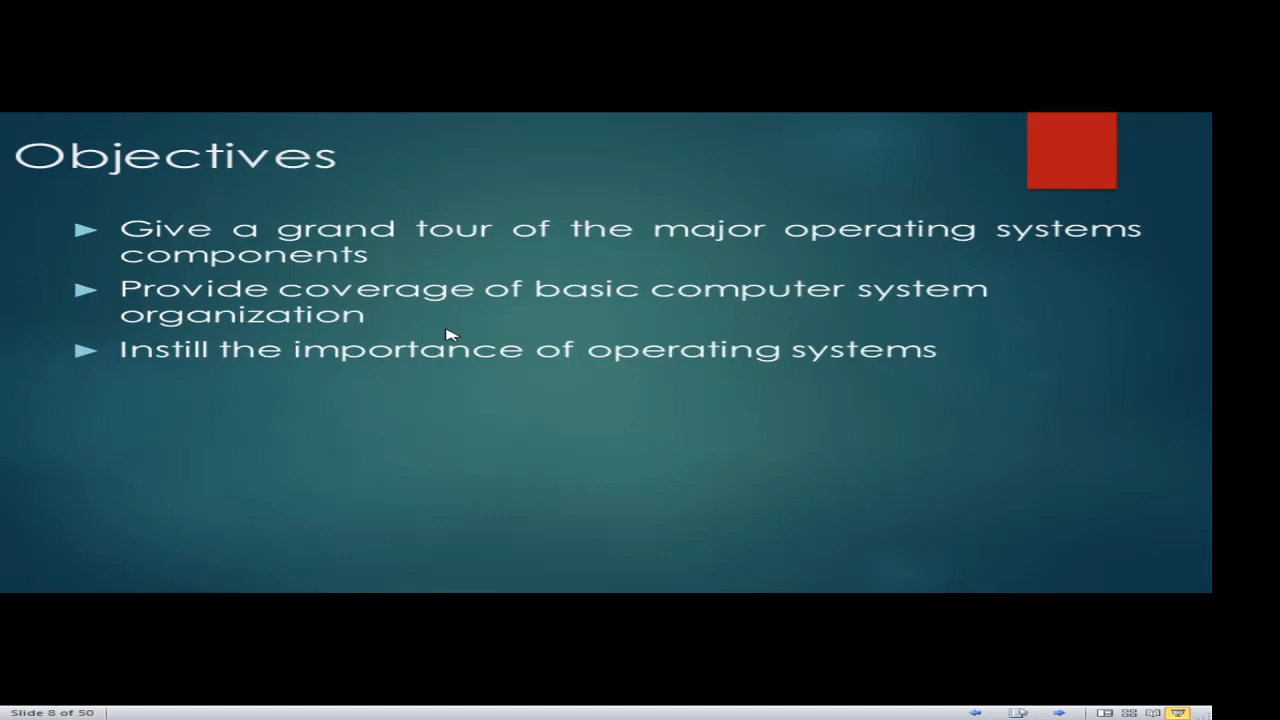 Objectives
Give a grand tour of the major operating systems
components
Provide coverage of basic computer system
organization
Instill the importance of operating systems
Slide 8 of 50